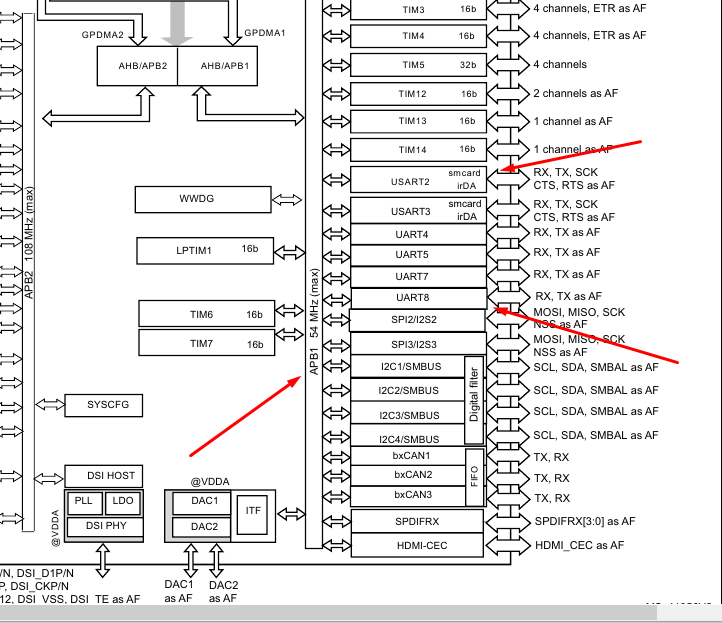 TIM3 16b
4 channels, ETR as AF
GPDMA2
GPDMA1
TIM4 16b
4 channels, ETR as AF
AHB/APB2
AHB/APB1
TIM5 32b
4 channels
TIM12 16b
2 channels as AF
TIM13 16b
1 channel as AF
TIM14 16b
1 channel as AF
USART2
smcard
irDA
RX, TX, SCK
CTS, RTS as AF
WWDG
USART3
smcard
irDA
RX, TX, SCK
CTS, RTS as AF
UART4
RX, TX as AF
LPTIM1 16b
UART5
RX, TX as AF
UART7
RX, TX as AF
APB2 108 MHz (max)
APB1 54 MHz (max)
UART8
RX, TX as AF
TIM6 16b
SPI2/I2S2
MOSI, MISO, SCK
NSS as AF
TIM7 16b
SPI3/I2S3
MOSI, MISO, SCK
NSS as AF
I2C1/SMBUS
SCL, SDA, SMBAL as AF
I2C2/SMBUS
SCL, SDA, SMBAL as AF
Digital filter
SYSCFG
I2C3/SMBUS
SCL, SDA, SMBAL as AF
I2C4/SMBUS
SCL, SDA, SMBAL as AF
bxCAN1
TX, RX
DSI HOST
bxCAN2
FIFO
TX, RX
@VDDA
bxCAN3
TX, RX
PLL
LDO
DSI PHY
@VDDA
DAC1
DAC2
ITF
SPDIFRX
SPDIFRX[3:0] as AF
HDMI-CEC
HDMI_CEC as AF
/N, DSI_D1P/N
P, DSI_CKP/N
12, DSI_VSS, DSI_TE as AF
DAC1
as AF
DAC2
as AF